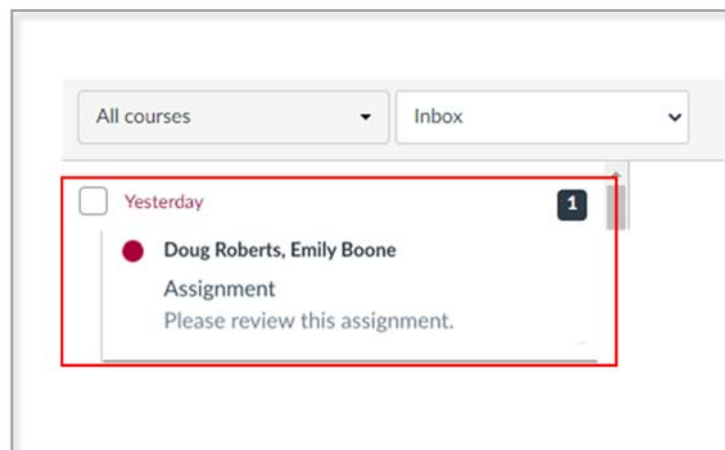 All courses
Inbox
Yesterday
1
Doug Roberts, Emily Boone
Assignment
Please review this assignment.